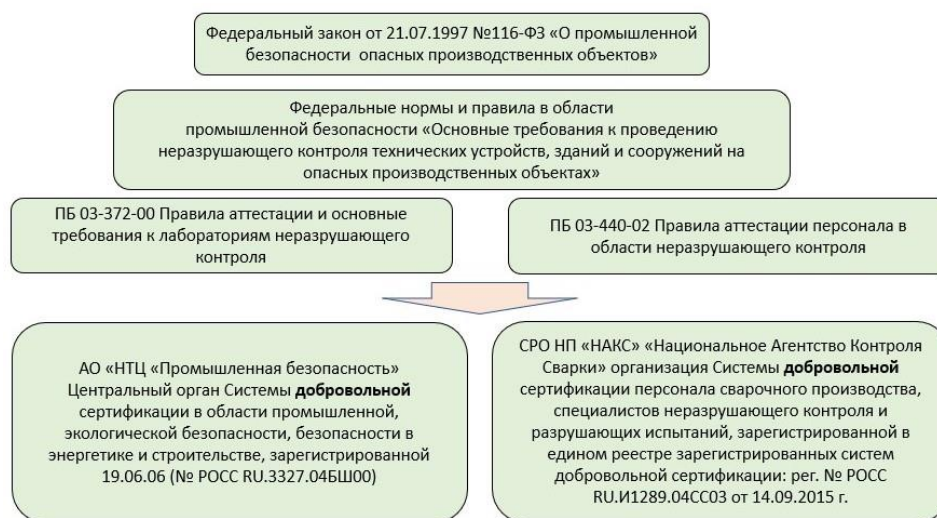 Федеральный закон от 21.07.1997 №116-ФЗ «О промышленной
безопасности опасных производственных объектов»
Федеральные нормы и правила в области
промышленной безопасности «Основные требования к проведению
неразрушающего контроля технических устройств, зданий и сооружений на
опасных производственных объектах»
ПБ 03-372-00 Правила аттестации и основные
требования к лабораториям неразрушающего
контроля
ПБ 03-440-02 Правила аттестации персонала в
области неразрушающего контроля
АО «НТЦ «Промышленная безопасность»
Центральный орган Системы добровольной
сертификации в области промышленной,
экологической безопасности, безопасности в
энергетике и строительстве, зарегистрированной
19.06.06 (№ РОСС RU.3327.04БШ00)
СРО НП «НАКС» «Национальное Агентство Контроля
Сварки» организация Системы добровольной
сертификации персонала сварочного производства,
специалистов неразрушающего контроля и
разрушающих испытаний, зарегистрированной в
едином реестре зарегистрированных систем
добровольной сертификации: рег. № РОСС
RU.И1289.04СС03 от 14.09.2015 г.